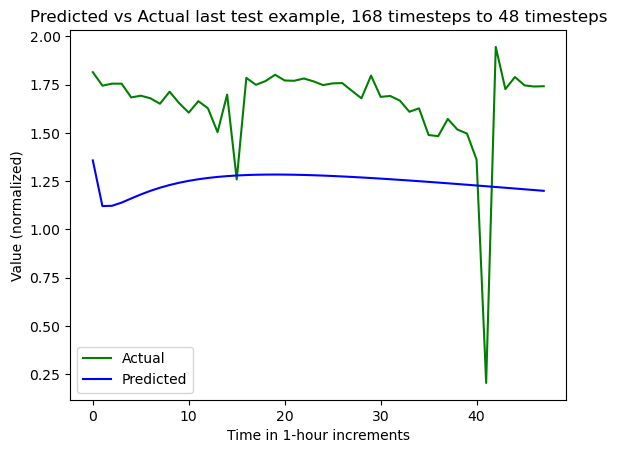 Predicted vs Actual last test example, 168 timesteps to 48 timesteps
Value (normalized)
2.00
1.75
1.50
1.25
1.00
0.75
0.50
0.25
Actual
Predicted
0 10 20 30 40
Time in 1-hour increments